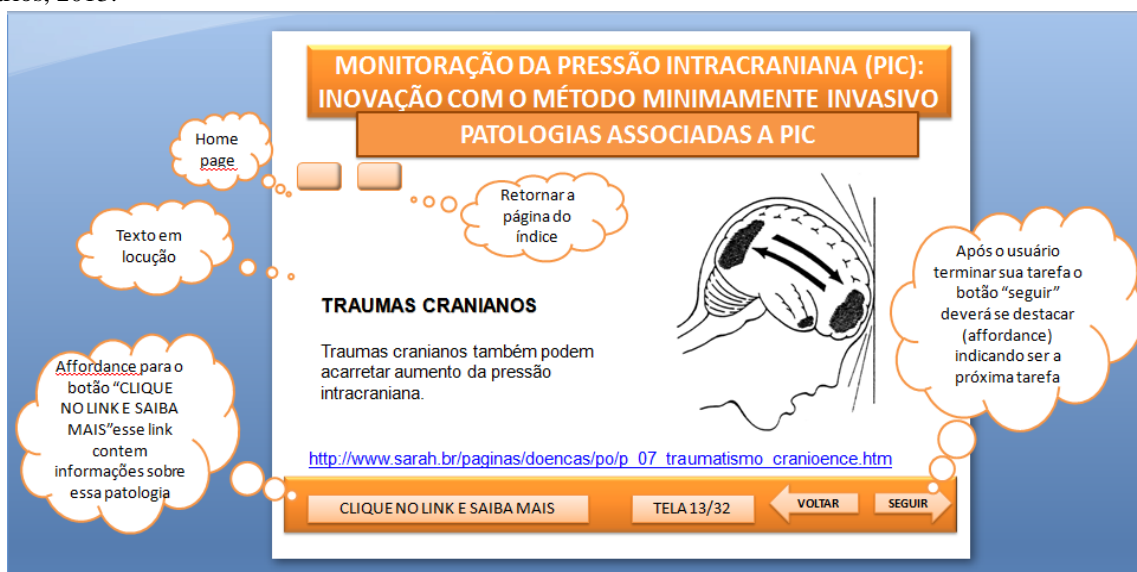 MONITORAÇÃO DA PRESSÃO INTRACRANIANA (PIC):
INOVAÇÃO COM O MÉTODO MINIMAMENTE INVASIVO
PATOLOGIAS ASSOCIADAS A PIC
Home
page
Retornar a
página do
índice
Texto em
locução
TRAUMAS CRANIANOS
Traumas cranianos também podem
acarretar aumento da pressão
intracraniana.
Após o usuário
terminar sua tarefa o
botão "seguir"
deverá se destacar
(affordance)
indicando ser a
próxima tarefa
Affordance para o
botão "CLIQUE
NO LINK E SAIBA
MAIS"esse link
contem
informações sobre
essa patologia
http://www.sarah.br/paginas/doencas/po/p_07_traumatismo_cranioence.htm
CLIQUE NO LINK E SAIBA MAIS
TELA 13/32
VOLTAR
SEGUIR